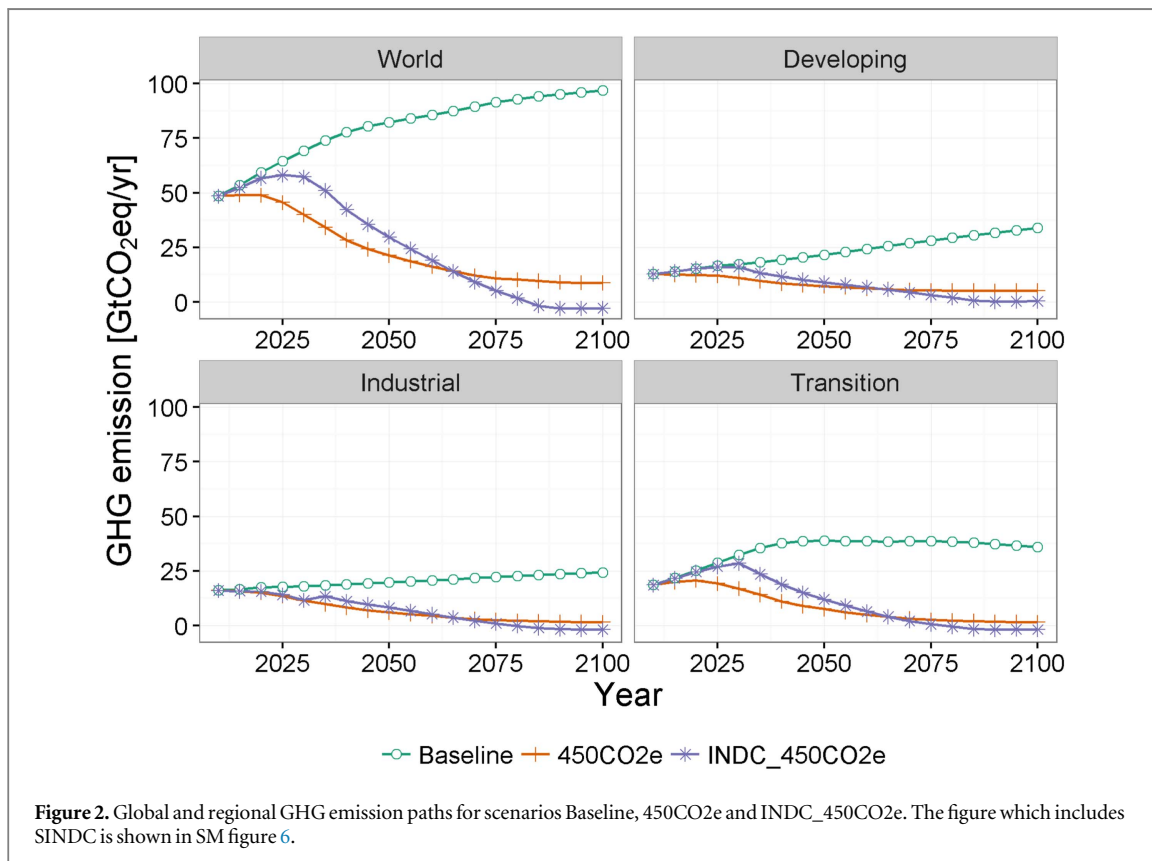 World
Developing
100
75
50
25
0
2025 2050 2075 2100
2025 2050 2075 2100
Industrial
Transition
100
75
50
25
0
2025 2050 2075 2100
2025 2050 2075 2100
GHG emission [GtCO₂eq/yr]
Year
Baseline 450CO2e INDC_450CO2e
Figure 2. Global and regional GHG emission paths for scenarios Baseline, 450CO2e and INDC_450CO2e. The figure which includes
SINDC is shown in SM figure 6.